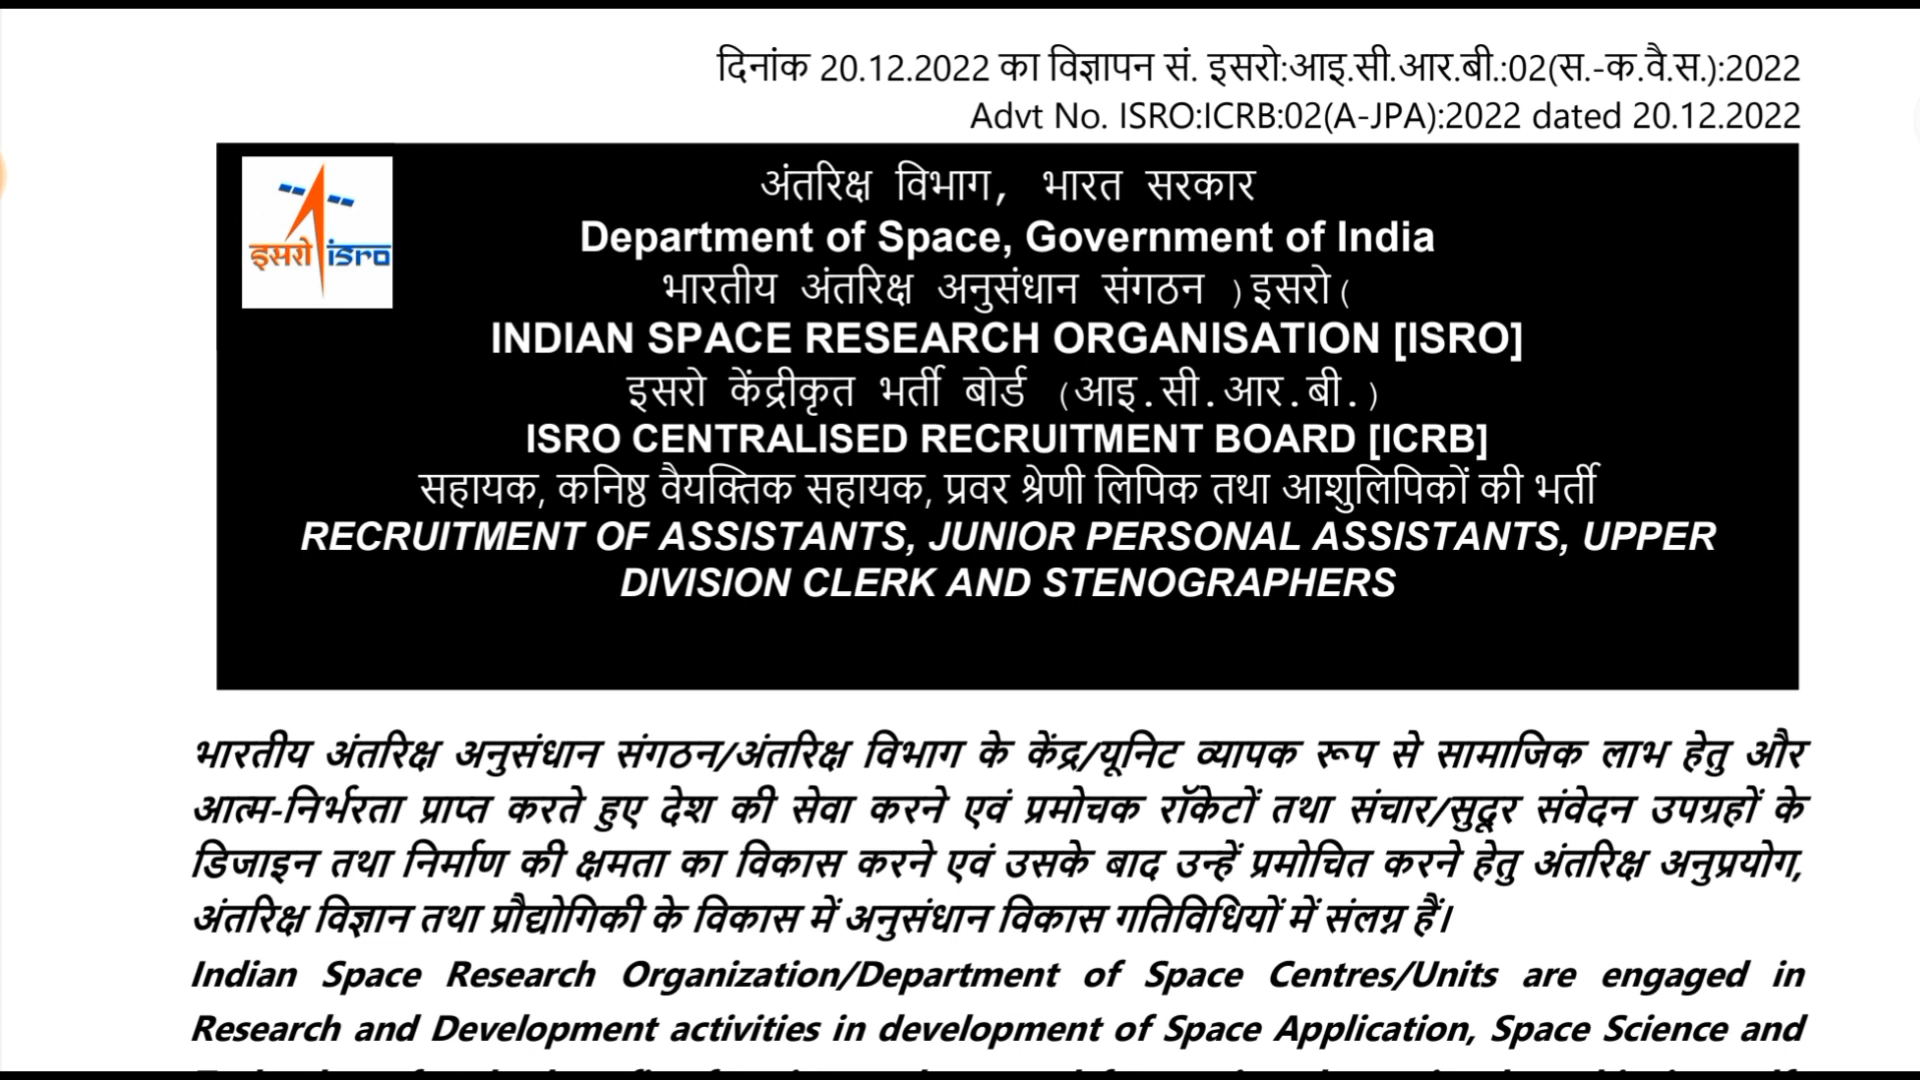 दिनांक 20.12.2022 का विज्ञापन सं. इसरो:आइ.सी.आर.बी.:02(स.-क.वै.स.):2022
Advt No. ISRO:ICRB:02(A-JPA):2022 dated 20.12.2022
इसरो isro
अंतरिक्ष विभाग, भारत सरकार
Department of Space, Government of India
भारतीय अंतरिक्ष अनुसंधान संगठन )इसरो(
INDIAN SPACE RESEARCH ORGANISATION [ISRO]
इसरो केंद्रीकृत भर्ती बोर्ड (आइ.सी.आर.बी.)
ISRO CENTRALISED RECRUITMENT BOARD [ICRB]
सहायक, कनिष्ठ वैयक्तिक सहायक, प्रवर श्रेणी लिपिक तथा आशुलिपिकों की भर्ती
RECRUITMENT OF ASSISTANTS, JUNIOR PERSONAL ASSISTANTS, UPPER
DIVISION CLERK AND STENOGRAPHERS
भारतीय अंतरिक्ष अनुसंधान संगठन/अंतरिक्ष विभाग के केंद्र/यूनिट व्यापक रूप से सामाजिक लाभ हेतु और
आत्म-निर्भरता प्राप्त करते हुए देश की सेवा करने एवं प्रमोचक रॉकेटों तथा संचार/सुदूर संवेदन उपग्रहों के
डिजाइन तथा निर्माण की क्षमता का विकास करने एवं उसके बाद उन्हें प्रमोचित करने हेतु अंतरिक्ष अनुप्रयोग,
अंतरिक्ष विज्ञान तथा प्रौद्योगिकी के विकास में अनुसंधान विकास गतिविधियों में संलग्न हैं।
Indian Space Research Organization/Department of Space Centres/Units are engaged in
Research and Development activities in development of Space Application, Space Science and